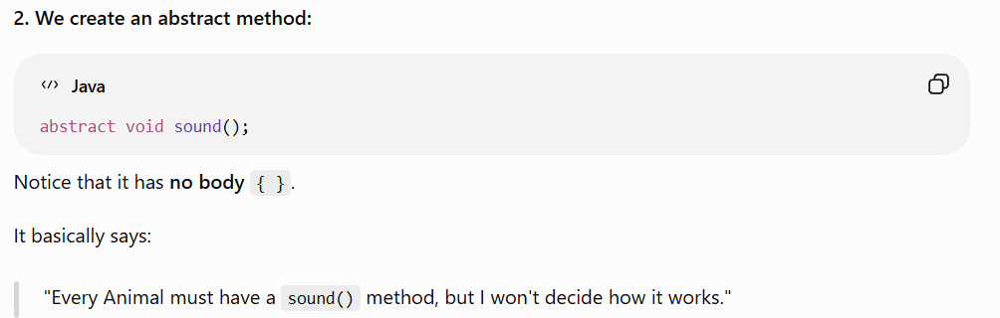 2. We create an abstract method:
Java
abstract void sound();
Notice that it has no body { }.
It basically says:
"Every Animal must have a sound() method, but I won't decide how it works."